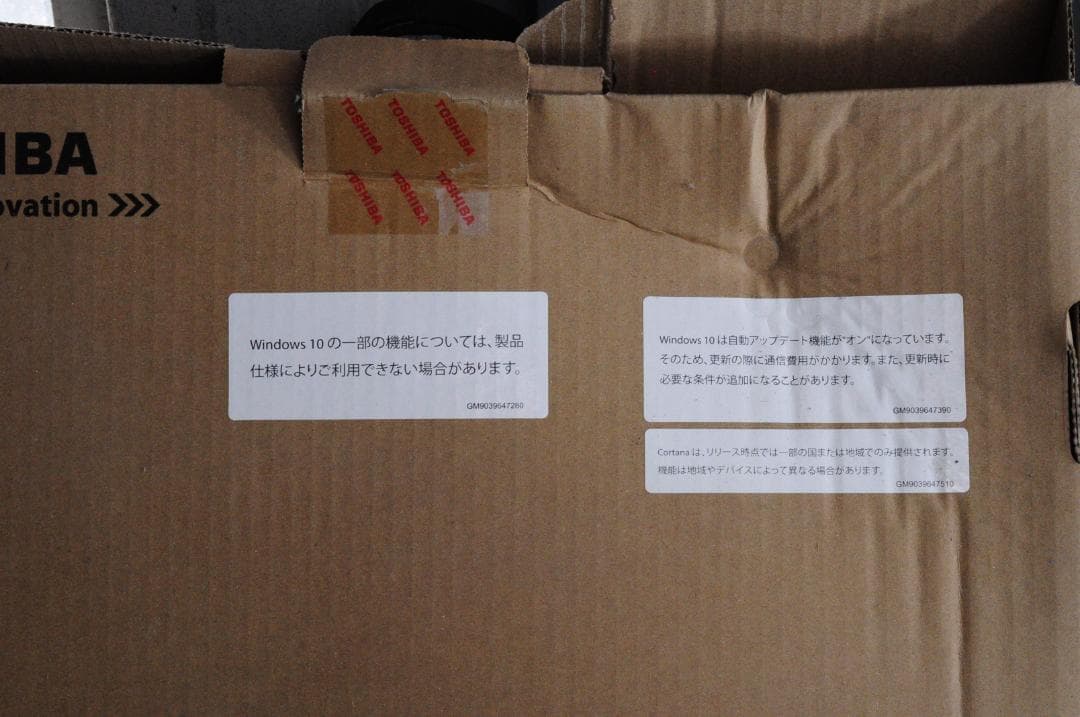 TOSHIBA TOSHIBA TOSHIBA
IBA
TOSHIBA TOSHIBA TOSHIBA
ovation
Windows 10 の一部の機能については、製品
仕様によりご利用できない場合があります。
GM9039647260
Windows 10 は自動アップデート機能が"オン"になっています。
そのため、更新の際に通信費用がかかります。また、更新時に
必要な条件が追加になることがあります。
GM9039647390
Cortana は、リリース時点では一部の国または地域でのみ提供されます。
機能は地域やデバイスによって異なる場合があります。
GM9039647510